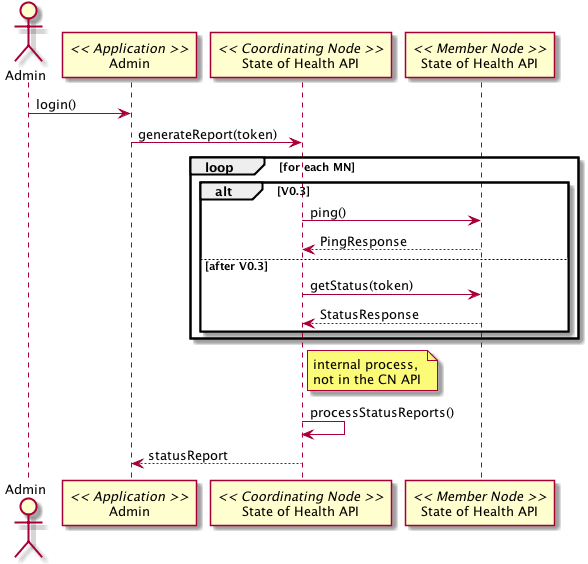 Admin
<< Application >>
Admin
<< Coordinating Node >>
State of Health API
<< Member Node >>
State of Health API
login()
generateReport(token)
loop [for each MN]
alt [V0.3]
ping()
PingResponse
[after V0.3]
getStatus(token)
StatusResponse
internal process,
not in the CN API
processStatusReports()
statusReport
Admin
<< Application >>
Admin
<< Coordinating Node >>
State of Health API
<< Member Node >>
State of Health API